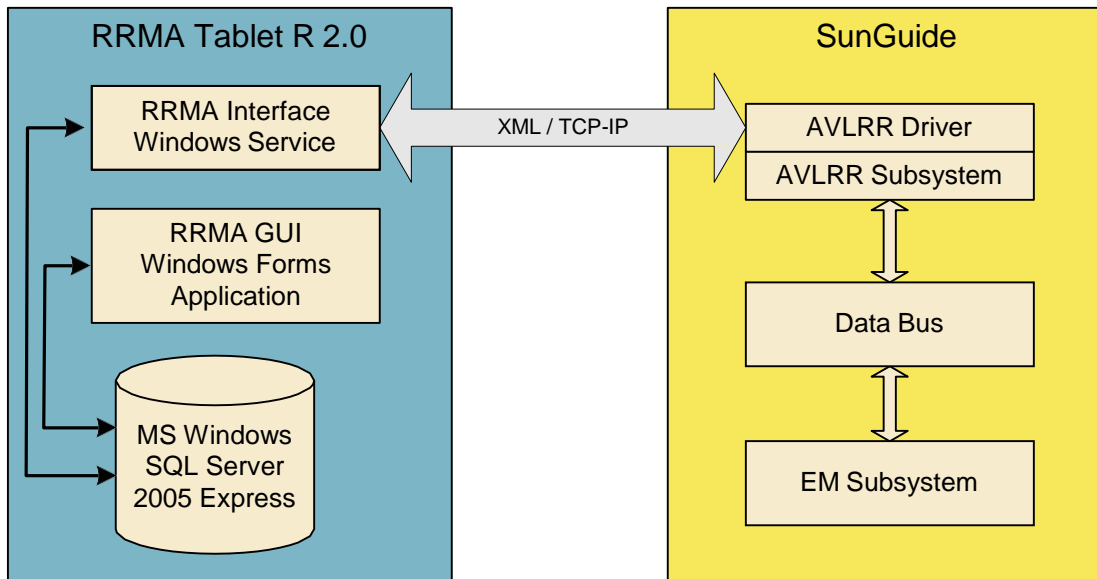 RRMA Tablet R 2.0
RRMA Interface
Windows Service
RRMA GUI
Windows Forms
Application
MS Windows
SQL Server
2005 Express
XML / TCP-IP
SunGuide
AVLRR Driver
AVLRR Subsystem
Data Bus
EM Subsystem